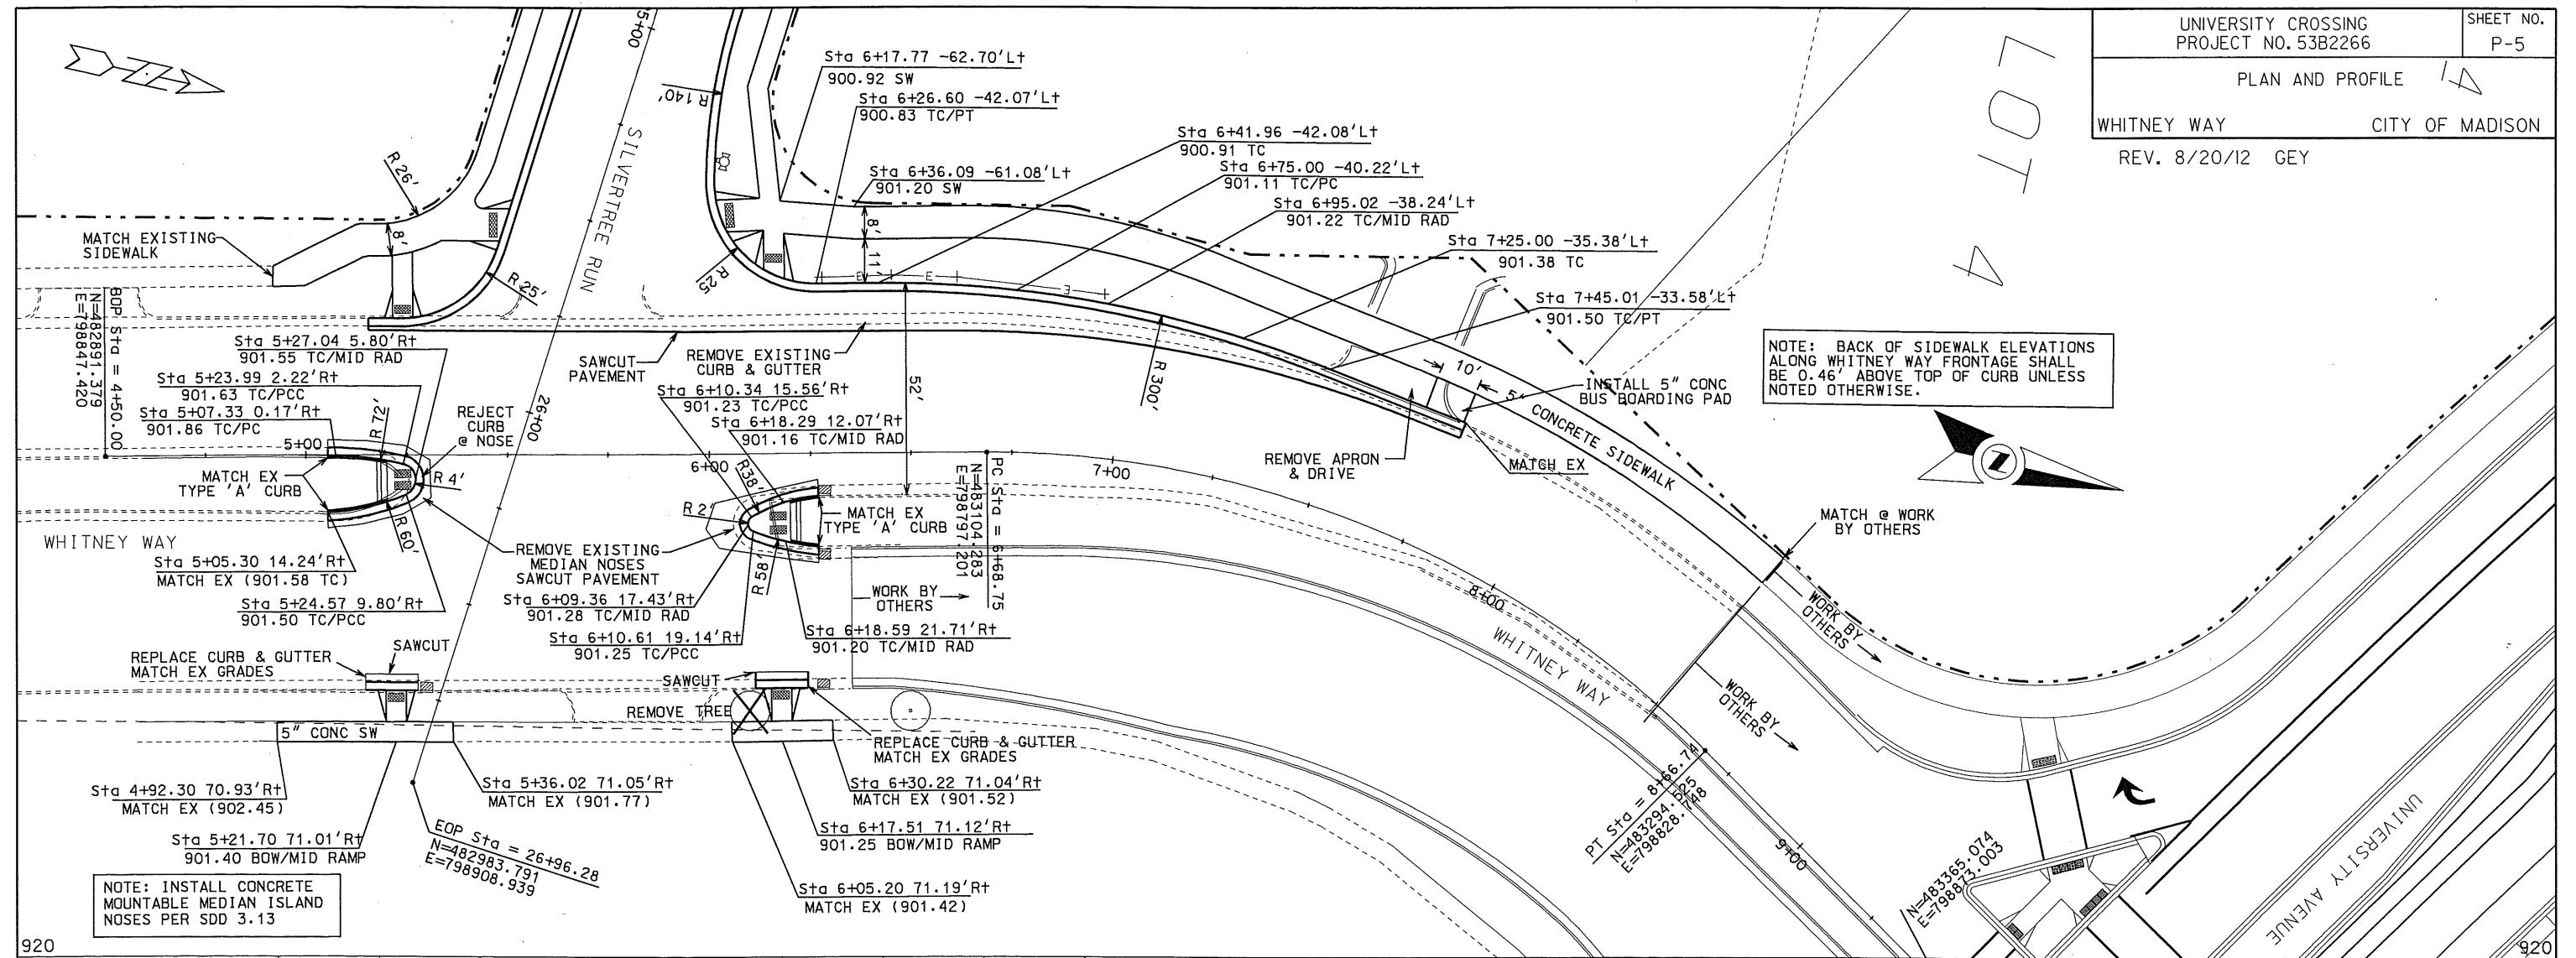 UNIVERSITY CROSSING
PROJECT NO. 53B2266
SHEET NO.
P-5
PLAN AND PROFILE
WHITNEY WAY
CITY OF MADISON
REV. 8/20/12 GEY
LOT 4
25+00
SILVERTREE RUN
26+00
R 140'
R 26'
8'
R 25'
R 25
MATCH EXISTING
SIDEWALK
Sta 6+17.77 -62.70'Lt
900.92 SW
Sta 6+26.60 -42.07'Lt
900.83 TC/PT
Sta 6+36.09 -61.08'Lt
901.20 SW
Sta 6+41.96 -42.08'Lt
900.91 TC
Sta 6+75.00 -40.22'Lt
901.11 TC/PC
Sta 6+95.02 -38.24'Lt
901.22 TC/MID RAD
Sta 7+25.00 -35.38'Lt
901.38 TC
Sta 7+45.01 -33.58'Lt
901.50 TC/PT
8'
11'
E
E
E
52'
R 300'
10'
NOTE: BACK OF SIDEWALK ELEVATIONS
ALONG WHITNEY WAY FRONTAGE SHALL
BE 0.46' ABOVE TOP OF CURB UNLESS
NOTED OTHERWISE.
BOP Sta = 4+50.00
N=482891.379
E=798847.420
Sta 5+27.04 5.80'Rt
901.55 TC/MID RAD
Sta 5+23.99 2.22'Rt
901.63 TC/PCC
Sta 5+07.33 0.17'Rt
901.86 TC/PC
5+00
R 72'
REJECT
CURB
@ NOSE
R 4'
R 60'
MATCH EX
TYPE 'A' CURB
WHITNEY WAY
Sta 5+05.30 14.24'Rt
MATCH EX (901.58 TC)
Sta 5+24.57 9.80'Rt
901.50 TC/PCC
SAWCUT
PAVEMENT
REMOVE EXISTING
CURB & GUTTER
Sta 6+10.34 15.56'Rt
901.23 TC/PCC
Sta 6+18.29 12.07'Rt
901.16 TC/MID RAD
6+00
R38'
R 2'
R 58'
MATCH EX
TYPE 'A' CURB
PC Sta = 6+68.75
N=483104.283
E=798797.201
7+00
REMOVE EXISTING
MEDIAN NOSES
SAWCUT PAVEMENT
Sta 6+09.36 17.43'Rt
901.28 TC/MID RAD
Sta 6+10.61 19.14'Rt
901.25 TC/PCC
Sta 6+18.59 21.71'Rt
901.20 TC/MID RAD
WORK BY
OTHERS
INSTALL 5" CONC
BUS BOARDING PAD
5" CONCRETE SIDEWALK
REMOVE APRON
& DRIVE
MATCH EX
MATCH @ WORK
BY OTHERS
8+00
WHITNEY WAY
WORK BY
OTHERS
WORK BY
OTHERS
SAWCUT
REPLACE CURB & GUTTER
MATCH EX GRADES
SAWCUT
REMOVE TREE
5" CONC SW
REPLACE CURB & GUTTER
MATCH EX GRADES
Sta 4+92.30 70.93'Rt
MATCH EX (902.45)
Sta 5+36.02 71.05'Rt
MATCH EX (901.77)
Sta 6+30.22 71.04'Rt
MATCH EX (901.52)
Sta 5+21.70 71.01'Rt
901.40 BOW/MID RAMP
Sta 6+17.51 71.12'Rt
901.25 BOW/MID RAMP
EOP Sta = 26+96.28
N=482983.791
E=798908.939
Sta 6+05.20 71.19'Rt
MATCH EX (901.42)
PT Sta = 8+66.74
9+00
N=483365.074
E=798873.003
UNIVERSITY AVENUE
NOTE: INSTALL CONCRETE
MOUNTABLE MEDIAN ISLAND
NOSES PER SDD 3.13
920
920